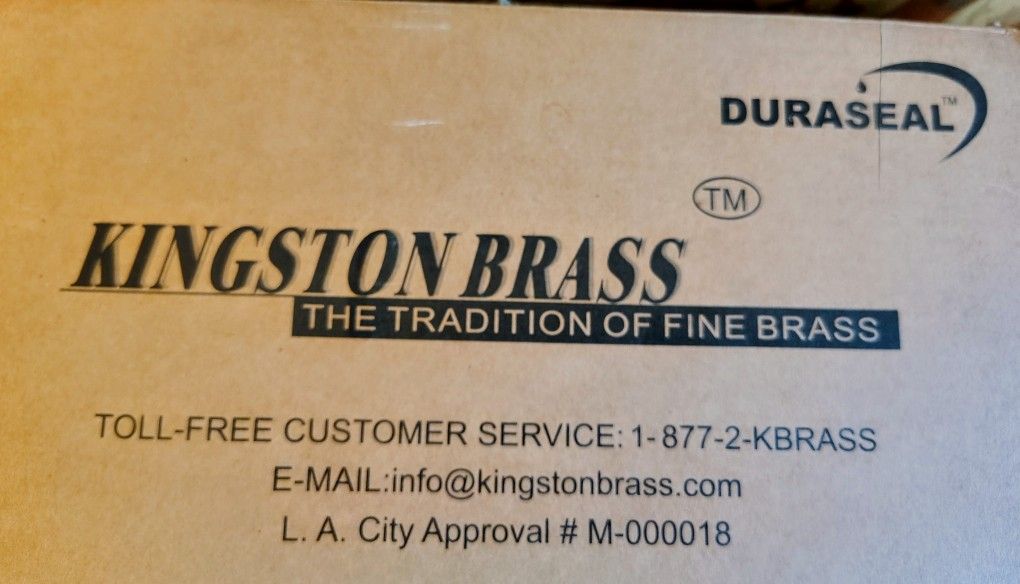 DURASEAL™
TM
KINGSTON BRASS
THE TRADITION OF FINE BRASS
TOLL-FREE CUSTOMER SERVICE: 1-877-2-KBRASS
E-MAIL:info@kingstonbrass.com
L. A. City Approval # M-000018